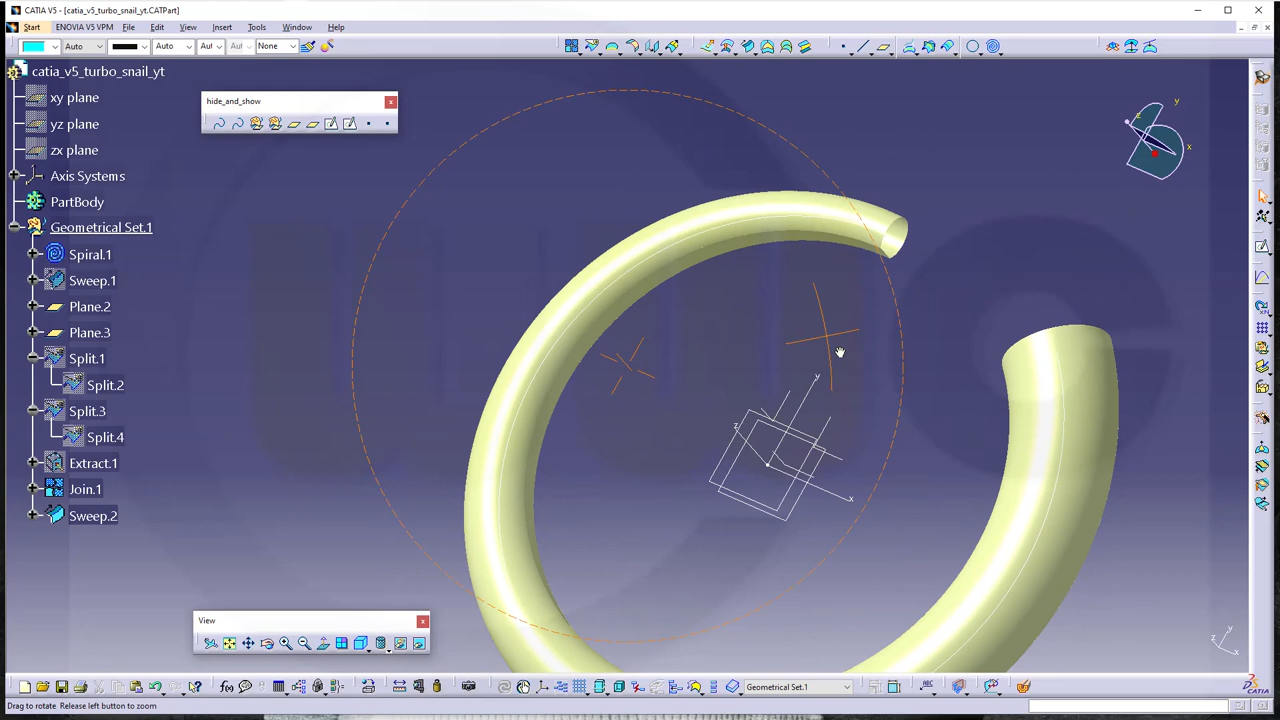 CATIA V5 - [catia_v5_turbo_snail_yt.CATPart]
Start ENOVIA V5 VPM File Edit View Insert Tools Window Help
Auto Auto Aut Aut None
catia_v5_turbo_snail_yt
xy plane
yz plane
zx plane
Axis Systems
PartBody
Geometrical Set.1
Spiral.1
Sweep.1
Plane.2
Plane.3
Split.1
Split.2
Split.3
Split.4
Extract.1
Join.1
Sweep.2
hide_and_show x
y
z
x
y
z
x
View x
y
z
x
Geometrical Set.1
CATIA
Drag to rotate Release left button to zoom